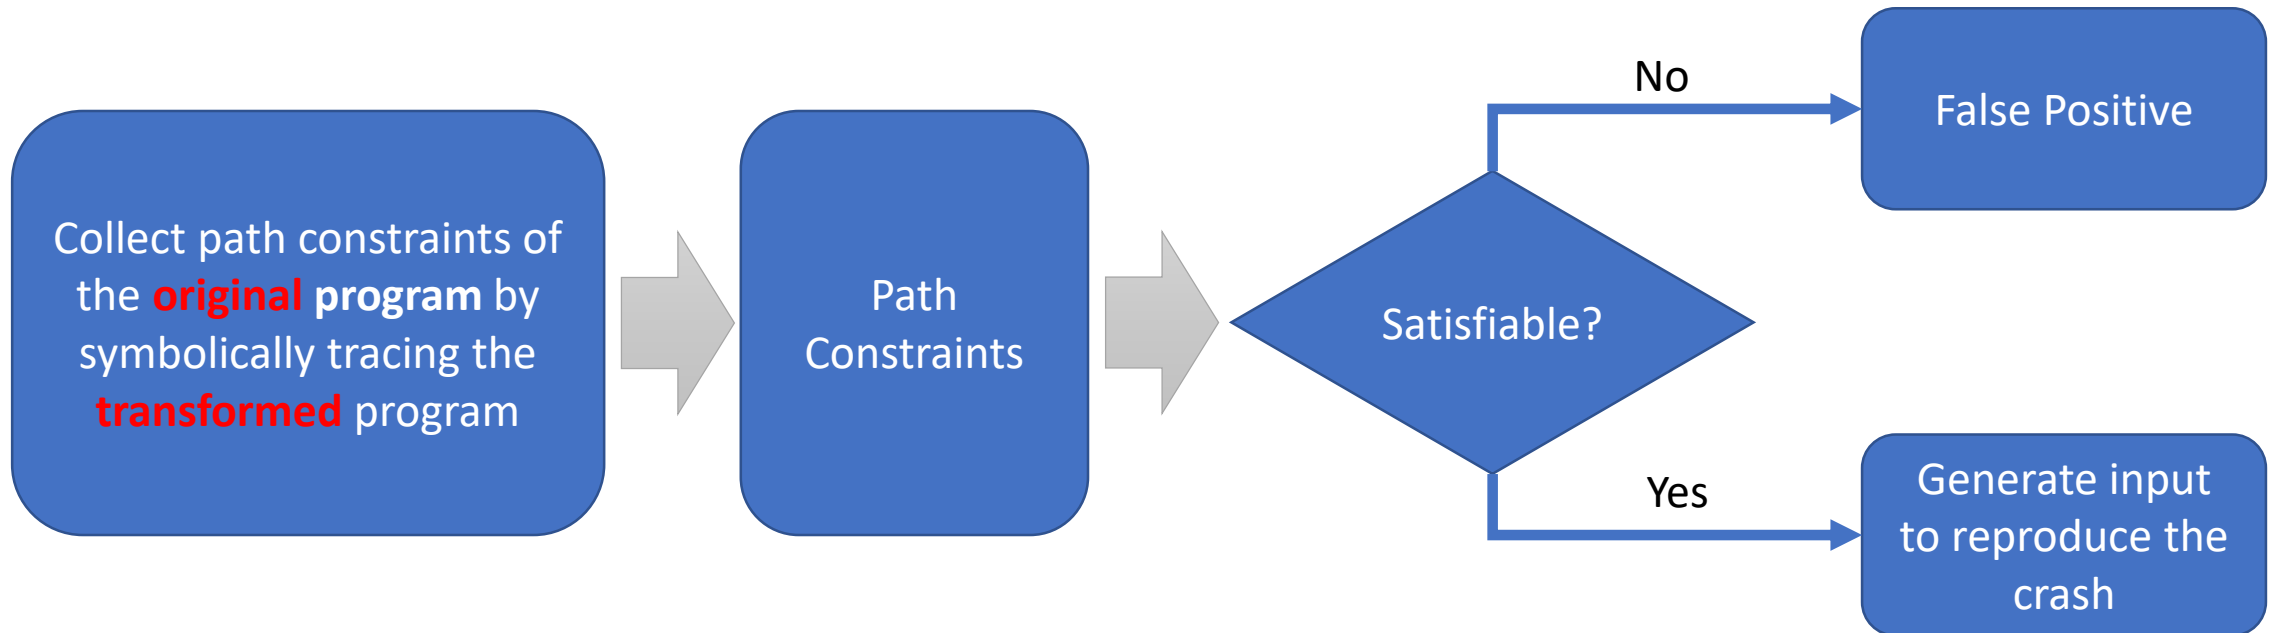 Collect path constraints of
the original program by
symbolically tracing the
transformed program
Path
Constraints
Satisfiable?
No
False Positive
Yes
Generate input
to reproduce the
crash